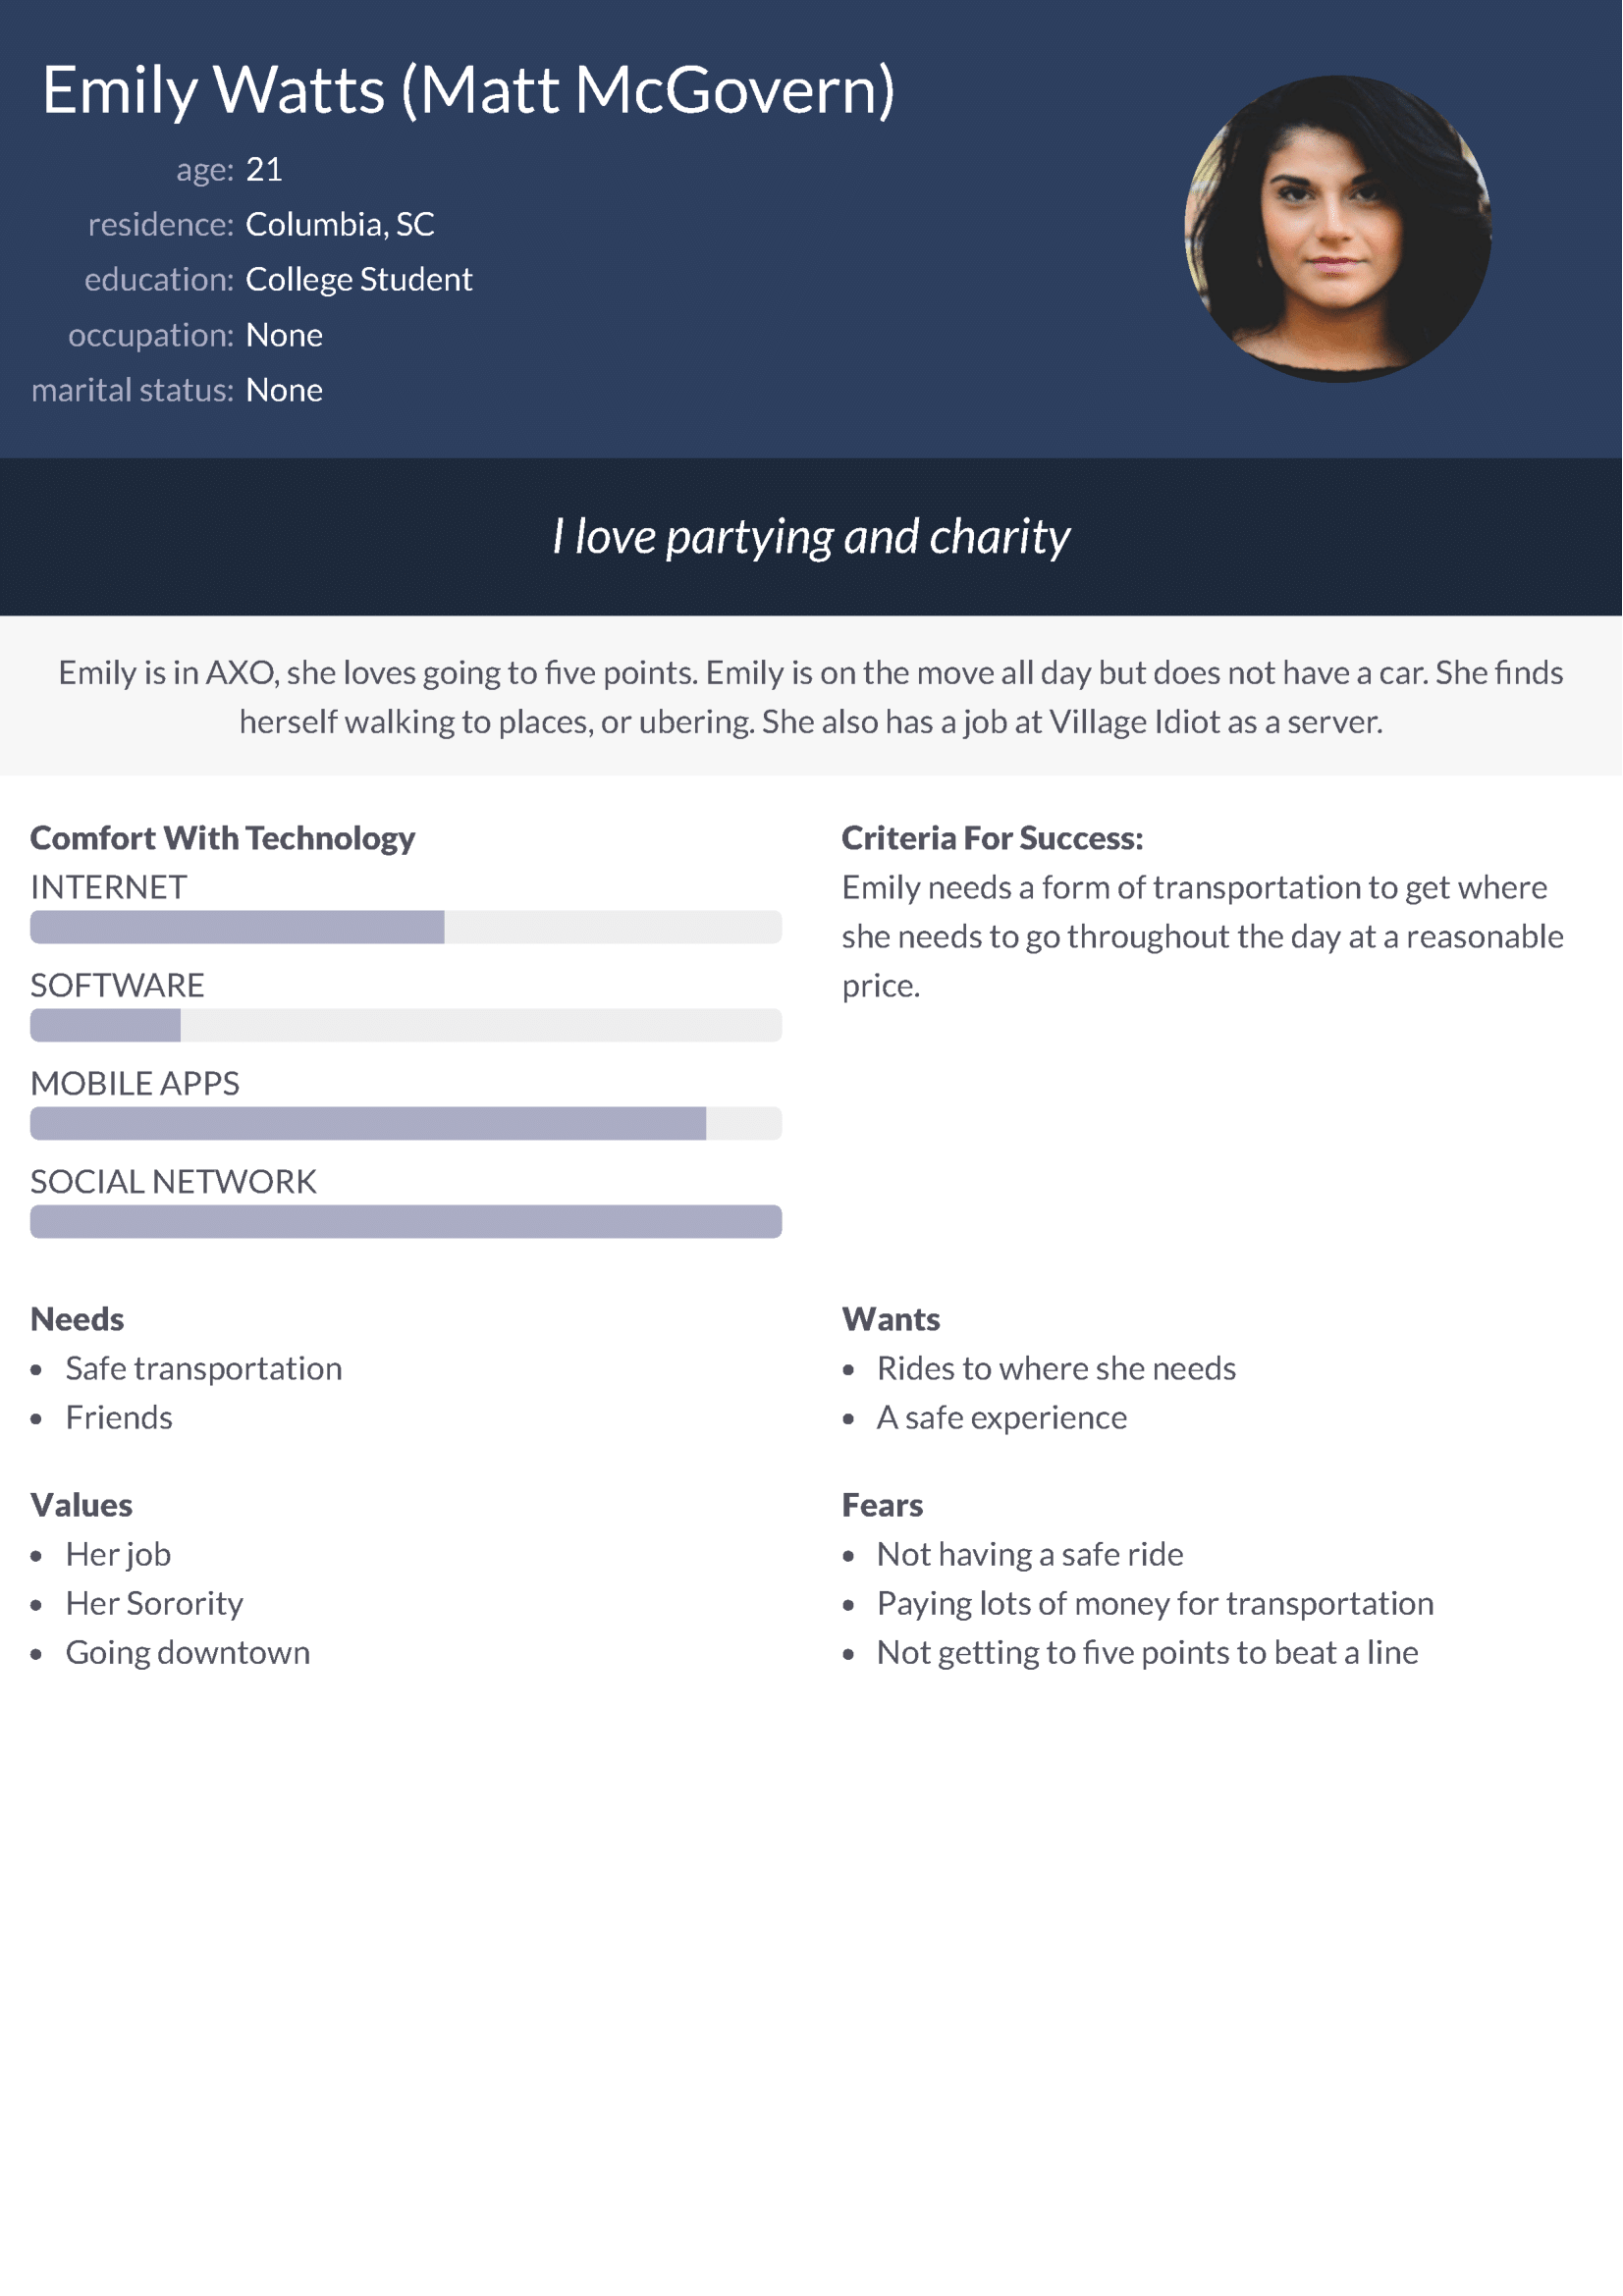 Emily Watts (Matt McGovern)
age: 21
residence: Columbia, SC
education: College Student
occupation: None
marital status: None
I love partying and charity
Emily is in AXO, she loves going to five points. Emily is on the move all day but does not have a car. She finds
herself walking to places, or ubering. She also has a job at Village Idiot as a server.
Comfort With Technology
INTERNET
SOFTWARE
MOBILE APPS
SOCIAL NETWORK
Criteria For Success:
Emily needs a form of transportation to get where
she needs to go throughout the day at a reasonable
price.
Needs
• Safe transportation
• Friends
Wants
• Rides to where she needs
• A safe experience
Values
• Her job
• Her Sorority
• Going downtown
Fears
• Not having a safe ride
• Paying lots of money for transportation
• Not getting to five points to beat a line